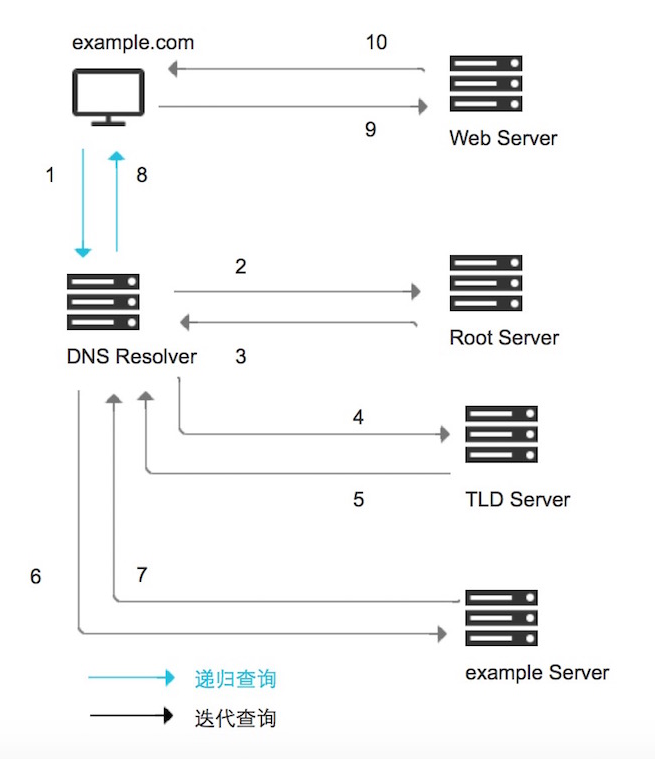 example.com
10
9
Web Server
1
8
2
Root Server
DNS Resolver
3
4
5
TLD Server
6
7
example Server
递归查询
迭代查询